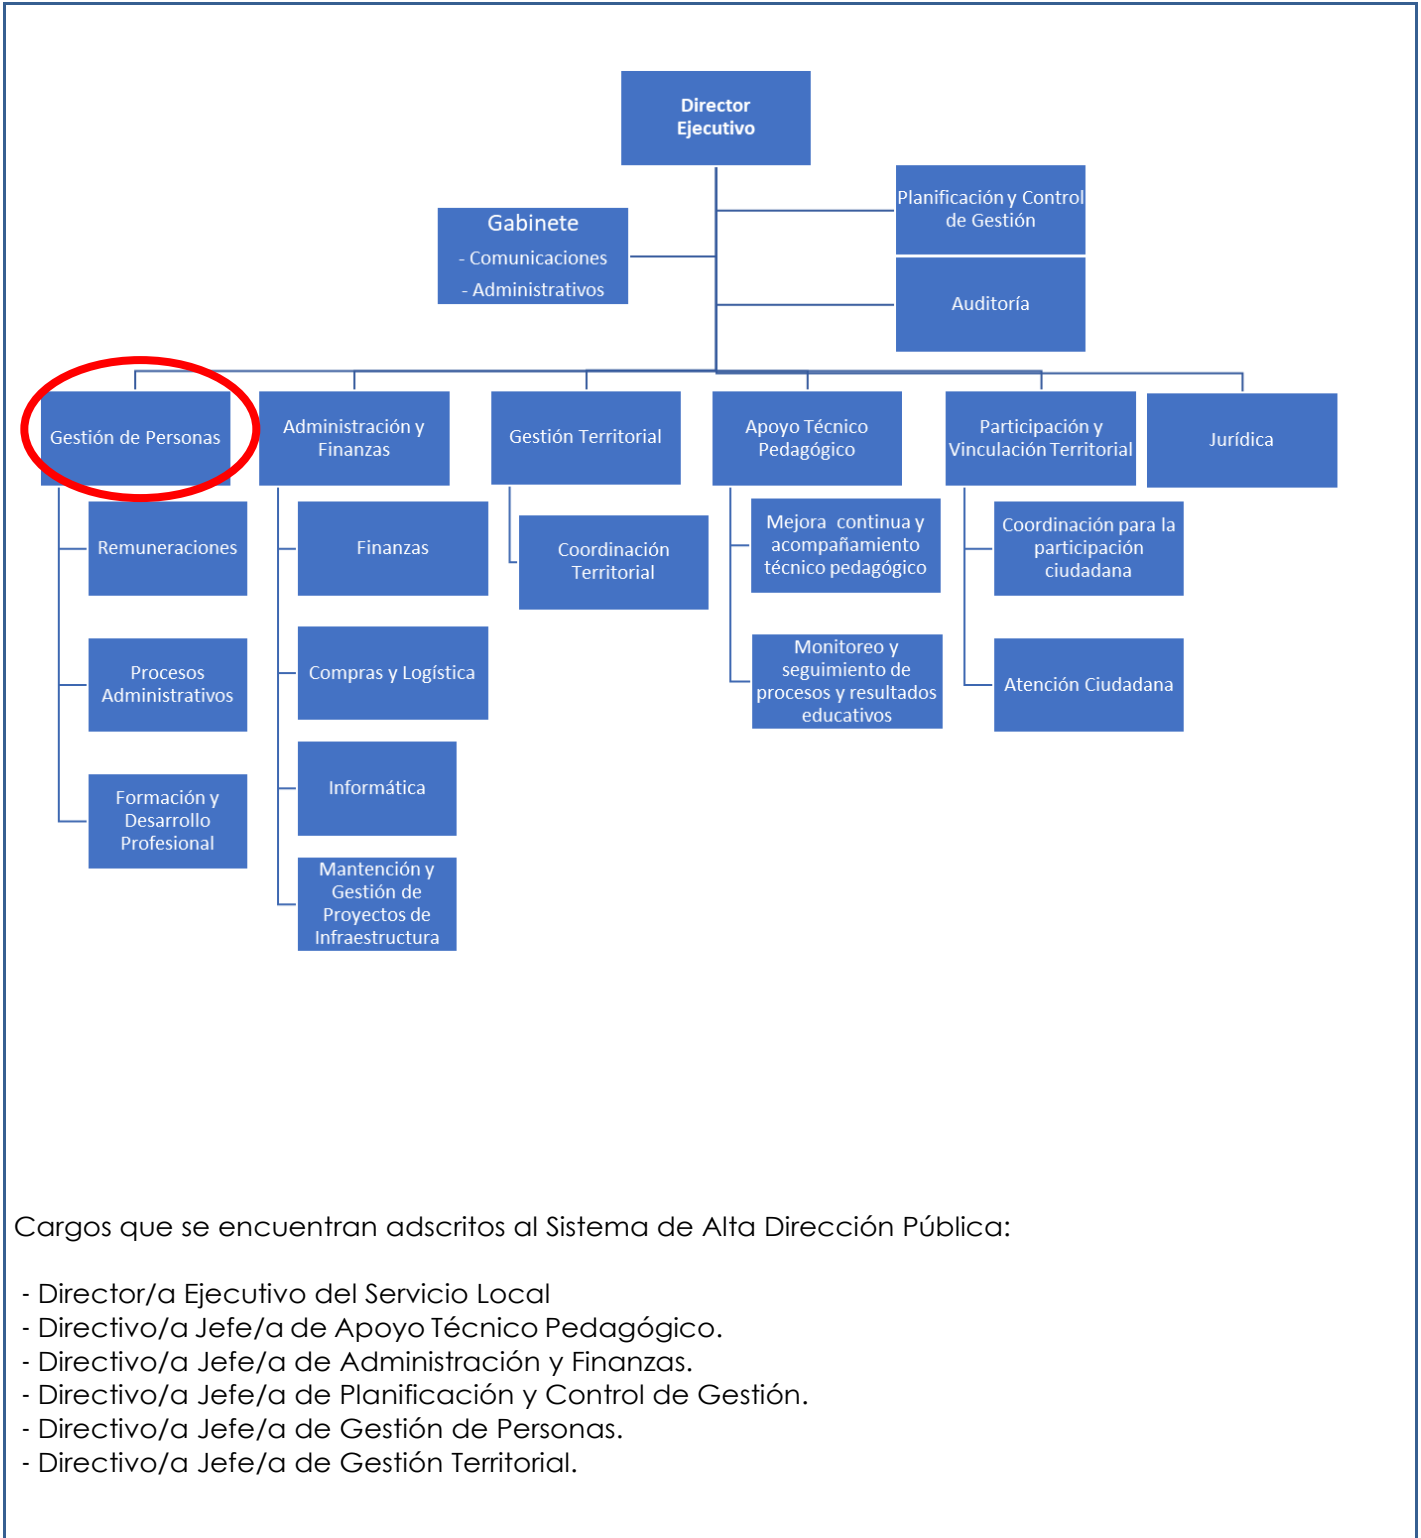 Director
Ejecutivo
Planificación y Control
de Gestión
Gabinete
- Comunicaciones
- Administrativos
Auditoría
Gestión de Personas
Administración y
Finanzas
Gestión Territorial
Apoyo Técnico
Pedagógico
Participación y
Vinculación Territorial
Jurídica
Remuneraciones
Procesos
Administrativos
Formación y
Desarrollo
Profesional
Finanzas
Compras y Logística
Informática
Mantención y
Gestión de
Proyectos de
Infraestructura
Coordinación
Territorial
Mejora continua y
acompañamiento
técnico pedagógico
Monitoreo y
seguimiento de
procesos y resultados
educativos
Coordinación para la
participación
ciudadana
Atención Ciudadana
Cargos que se encuentran adscritos al Sistema de Alta Dirección Pública:
- Director/a Ejecutivo del Servicio Local
- Directivo/a Jefe/a de Apoyo Técnico Pedagógico.
- Directivo/a Jefe/a de Administración y Finanzas.
- Directivo/a Jefe/a de Planificación y Control de Gestión.
- Directivo/a Jefe/a de Gestión de Personas.
- Directivo/a Jefe/a de Gestión Territorial.